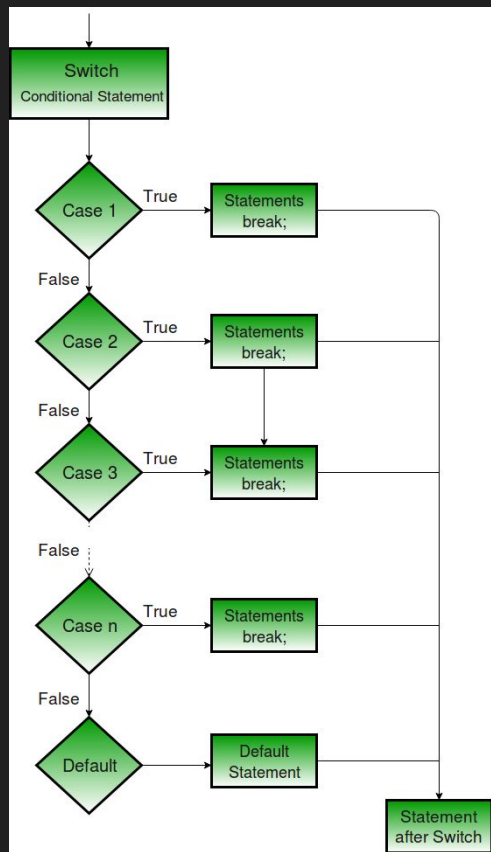 Switch
Conditional Statement
Case 1
True
Statements
break;
False
Case 2
True
Statements
break;
False
Case 3
True
Statements
break;
False
Case n
True
Statements
break;
False
Default
Default
Statement
Statement
after Switch